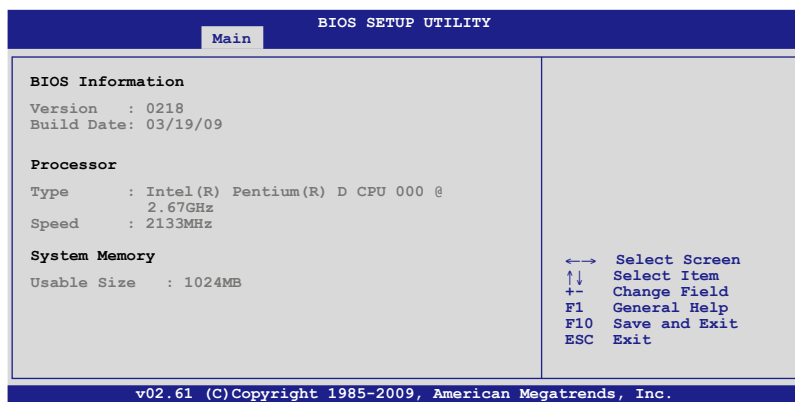 BIOS SETUP UTILITY
Main
BIOS Information
Version : 0218
Build Date: 03/19/09
Processor
Type : Intel(R) Pentium(R) D CPU 000 @
2.67GHz
Speed : 2133MHz
System Memory
Usable Size : 1024MB
←→ Select Screen
↑↓ Select Item
+- Change Field
F1 General Help
F10 Save and Exit
ESC Exit
v02.61 (C)Copyright 1985-2009, American Megatrends, Inc.